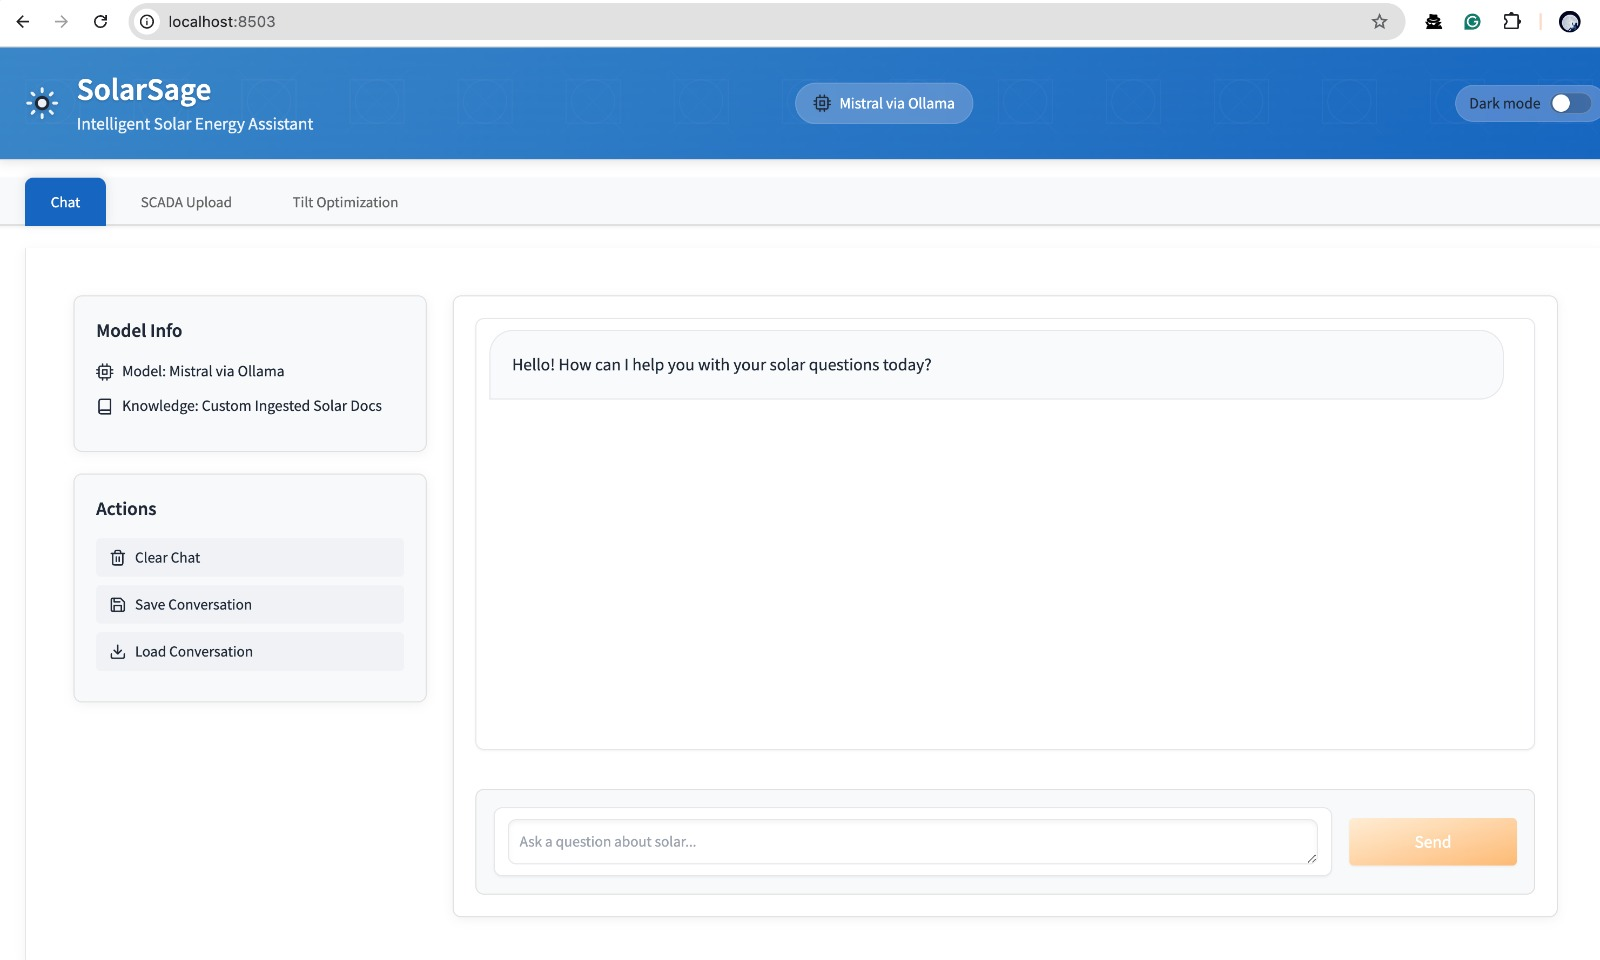 localhost:8503
SolarSage
Intelligent Solar Energy Assistant
Mistral via Ollama
Dark mode
Chat
SCADA Upload
Tilt Optimization
Model Info
Model: Mistral via Ollama
Knowledge: Custom Ingested Solar Docs
Actions
Clear Chat
Save Conversation
Load Conversation
Hello! How can I help you with your solar questions today?
Ask a question about solar...
Send